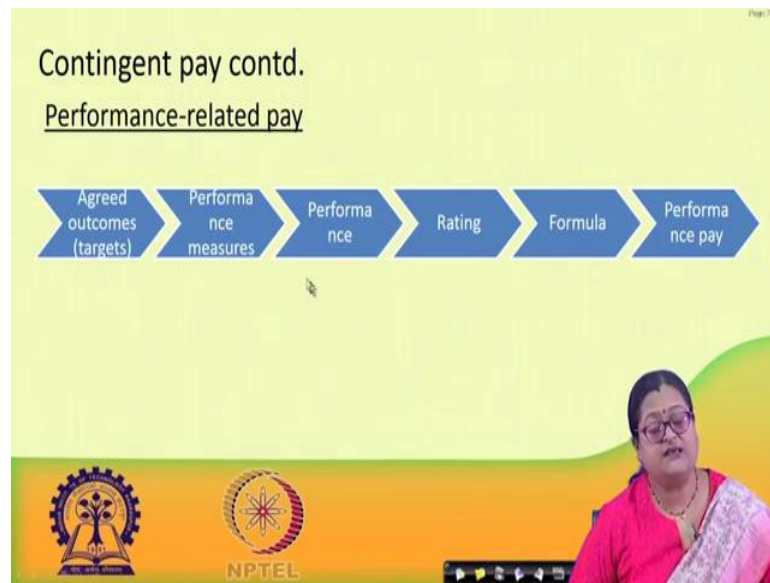 Contingent pay contd.
Performance-related pay
Agreed
outcomes
(targets)
Performa
nce
measures
Performa
nce
Rating
Formula
Performa
nce pay
NPTEL